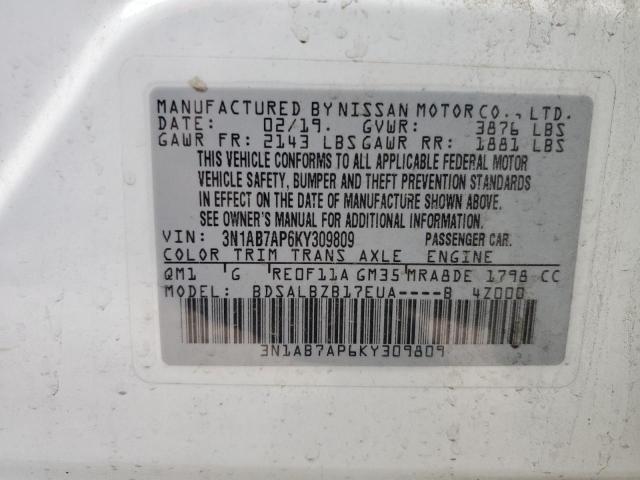 MANUFACTURED BY NISSAN MOTOR CO., LTD.
DATE: 02/19. GVWR: 3876 LBS
GAWR FR: 2143 LBS GAWR RR: 1881 LBS
THIS VEHICLE CONFORMS TO ALL APPLICABLE FEDERAL MOTOR
VEHICLE SAFETY, BUMPER AND THEFT PREVENTION STANDARDS
IN EFFECT ON THE DATE OF MANUFACTURE SHOWN ABOVE.
SEE OWNER'S MANUAL FOR ADDITIONAL INFORMATION.
VIN: 3N1AB7AP6KY309809 PASSENGER CAR.
COLOR TRIM TRANS AXLE ENGINE
QM1 G RE0F11A GM35 MRA8DE 1798 CC
MODEL: BDSALBZB17EUA----B 4Z000
3N1AB7AP6KY309809